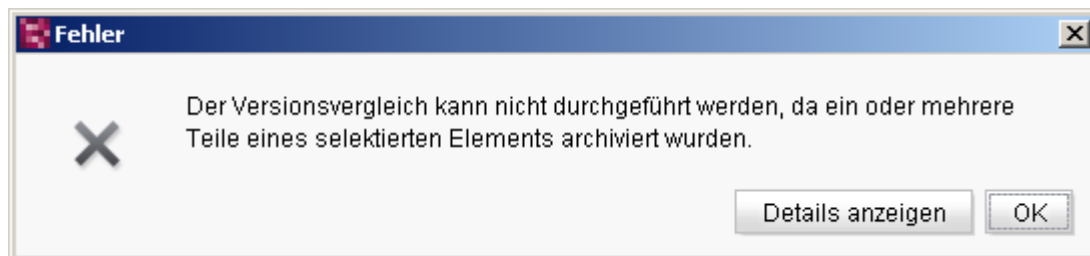 Fehler
Der Versionsvergleich kann nicht durchgeführt werden, da ein oder mehrere
Teile eines selektierten Elements archiviert wurden.
Details anzeigen OK